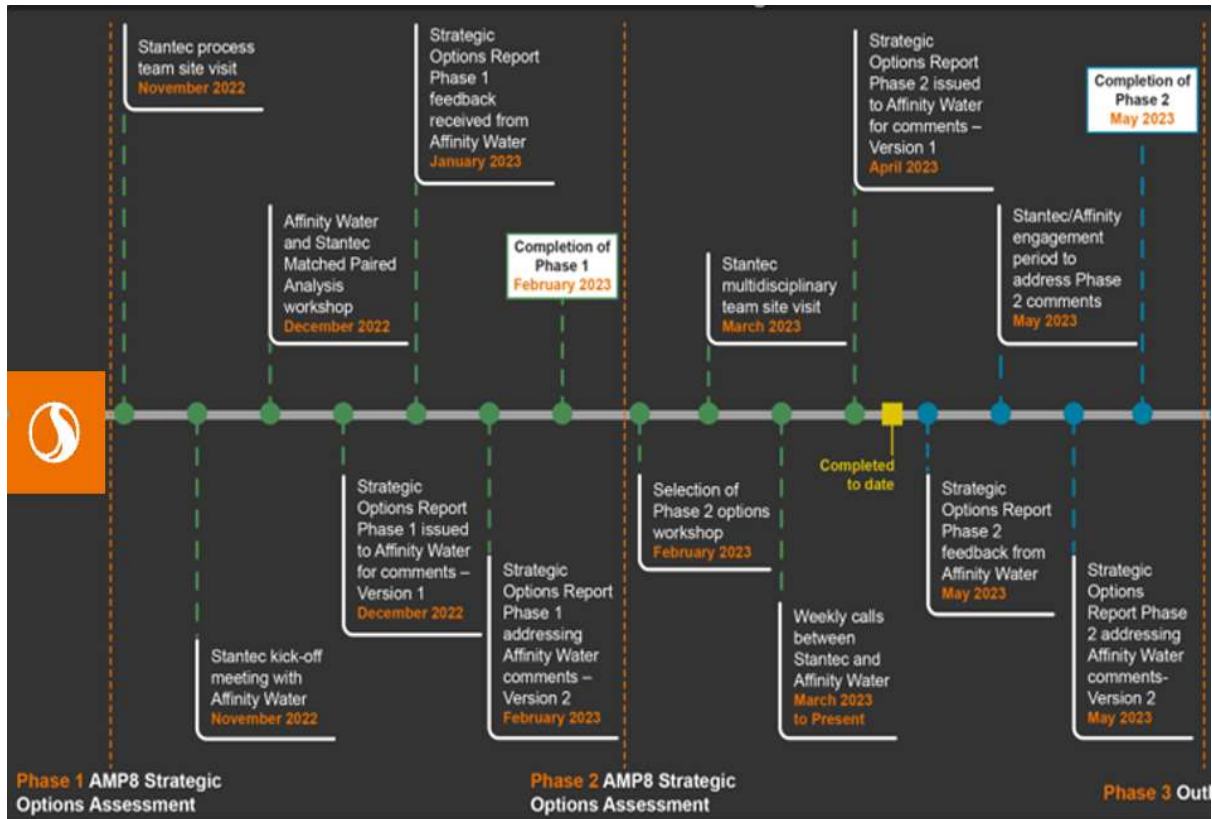 Stantec process
team site visit
November 2022
Stantec kick-off
meeting with
Affinity Water
November 2022
Affinity Water
and Stantec
Matched Paired
Analysis
workshop
December 2022
Strategic
Options Report
Phase 1 issued
to Affinity Water
for comments –
Version 1
December 2022
Strategic
Options Report
Phase 1
feedback
received from
Affinity Water
January 2023
Strategic
Options Report
Phase 1
addressing
Affinity Water
comments –
Version 2
February 2023
Completion of
Phase 1
February 2023
Selection of
Phase 2 options
workshop
February 2023
Stantec
multidisciplinary
team site visit
March 2023
Weekly calls
between
Stantec and
Affinity Water
March 2023
to Present
Strategic
Options Report
Phase 2 issued
to Affinity Water
for comments –
Version 1
April 2023
Completed
to date
Strategic
Options Report
Phase 2
feedback from
Affinity Water
May 2023
Stantec/Affinity
engagement
period to
address Phase
2 comments
May 2023
Strategic
Options
Report Phase
2 addressing
Affinity Water
comments-
Version 2
May 2023
Completion of
Phase 2
May 2023
Phase 1 AMP8 Strategic
Options Assessment
Phase 2 AMP8 Strategic
Options Assessment
Phase 3